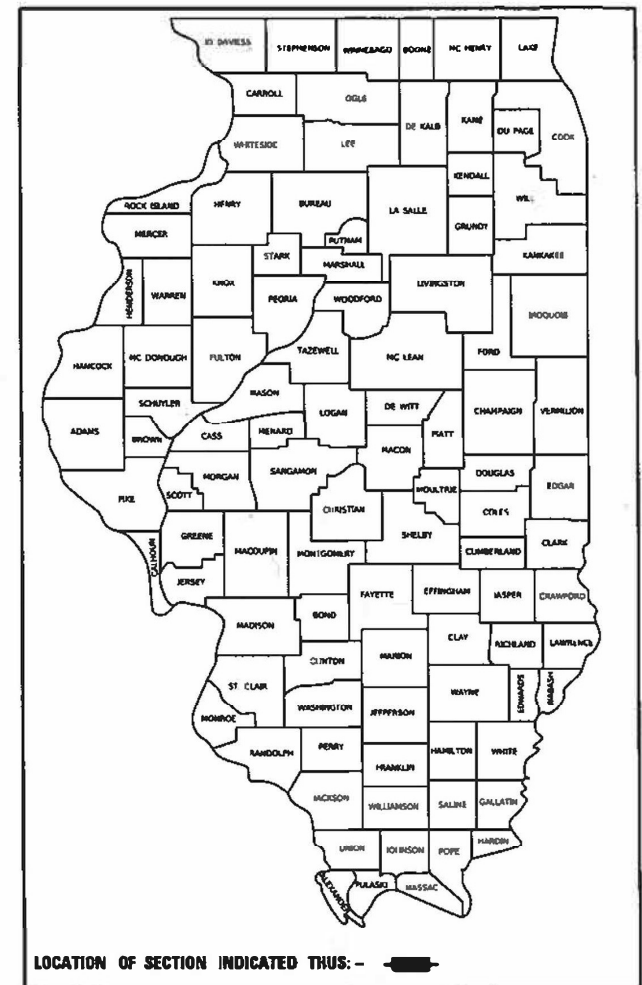 JO DAVIESS STEPHENSON WINNEBAGO BOONE MC HENRY LAKE
CARROLL OGLE DE KALB KANE DU PAGE COOK
WHITESIDE LEE
KENDALL WILL
ROCK ISLAND HENRY BUREAU LA SALLE GRUNDY
MERCER STARK PUTNAM KANKAKEE
MARSHALL
HENDERSON WARREN KNOX PEORIA WOODFORD LIVINGSTON IROQUOIS
HANCOCK MC DONOUGH FULTON TAZEWELL MC LEAN FORD
MASON
SCHUYLER LOGAN DE WITT CHAMPAIGN VERMILION
ADAMS BROWN CASS MENARD MACON PIATT
PIKE SCOTT MORGAN SANGAMON MOULTRIE DOUGLAS EDGAR
CHRISTIAN COLES
CALHOUN GREENE MACOUPIN MONTGOMERY SHELBY CUMBERLAND CLARK
JERSEY FAYETTE EFFINGHAM JASPER CRAWFORD
MADISON BOND
CLINTON MARION CLAY RICHLAND LAWRENCE
ST. CLAIR WAYNE EDWARDS WABASH
MONROE WASHINGTON JEFFERSON
RANDOLPH PERRY HAMILTON WHITE
FRANKLIN
JACKSON WILLIAMSON SALINE GALLATIN
UNION JOHNSON POPE HARDIN
ALEXANDER PULASKI MASSAC
LOCATION OF SECTION INDICATED THUS: -